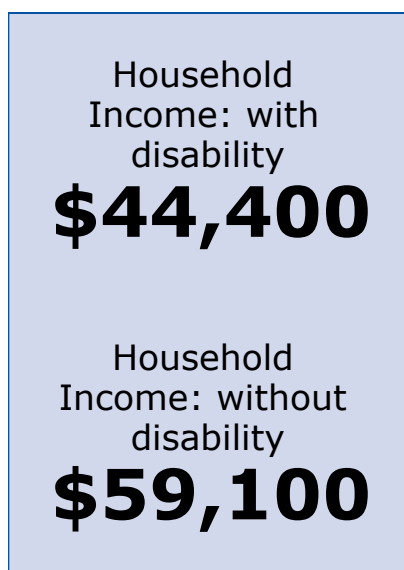 Household
Income: with
disability
$44,400
Household
Income: without
disability
$59,100